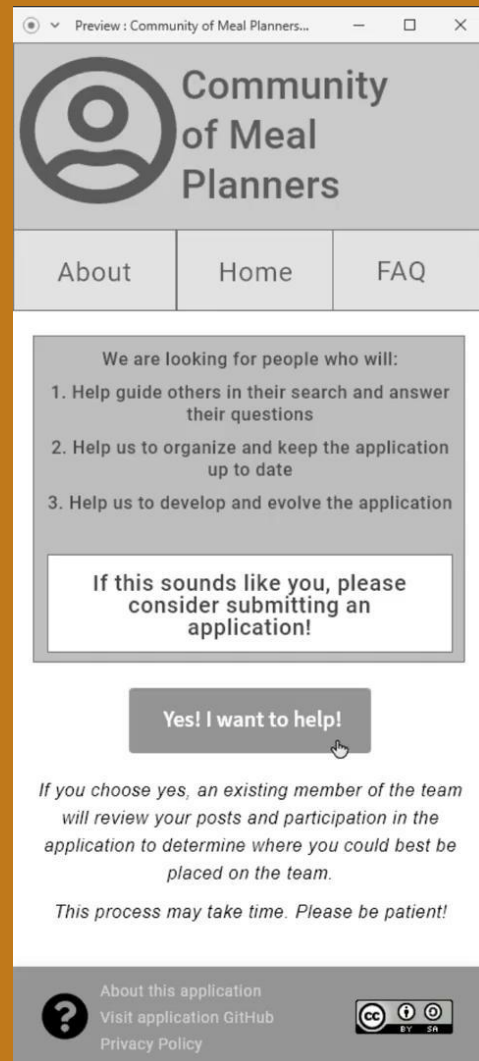 Preview : Community of Meal Planners...
Community
of Meal
Planners
About
Home
FAQ
We are looking for people who will:
1. Help guide others in their search and answer
their questions
2. Help us to organize and keep the application
up to date
3. Help us to develop and evolve the application
If this sounds like you, please
consider submitting an
application!
Yes! I want to help!
If you choose yes, an existing member of the team
will review your posts and participation in the
application to determine where you could best be
placed on the team.
This process may take time. Please be patient!
?
About this application
Visit application GitHub
Privacy Policy
cc
BY SA